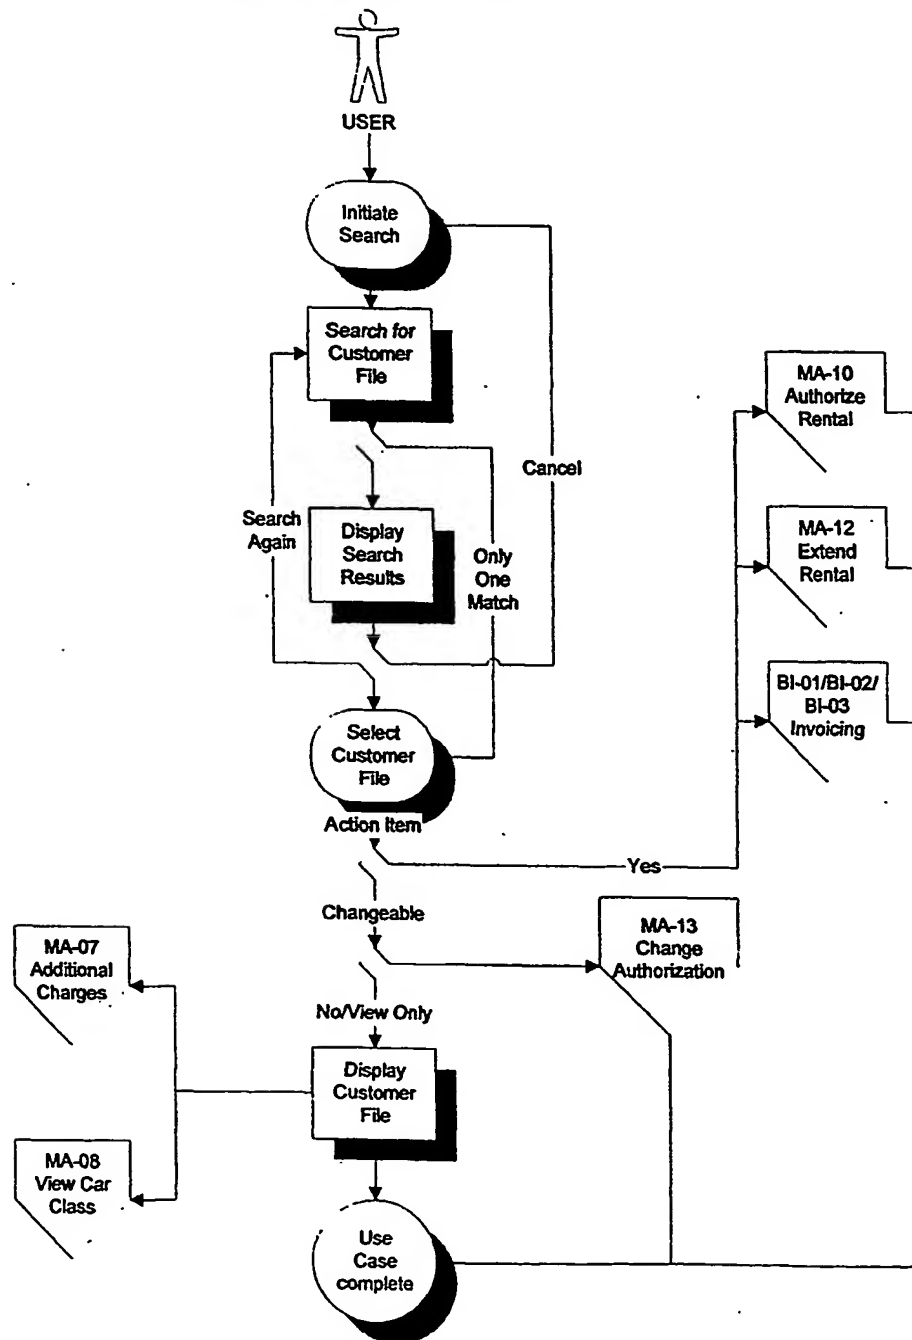 USER
Initiate
Search
Search for
Customer
File
MA-10
Authorize
Rental
Cancel
Search
Again
Display
Search
Results
Only
One
Match
MA-12
Extend
Rental
BI-01/BI-02/
BI-03
Invoicing
Select
Customer
File
Action Item
Yes
Changeable
MA-13
Change
Authorization
MA-07
Additional
Charges
No/View Only
Display
Customer
File
MA-08
View Car
Class
Use
Case
complete